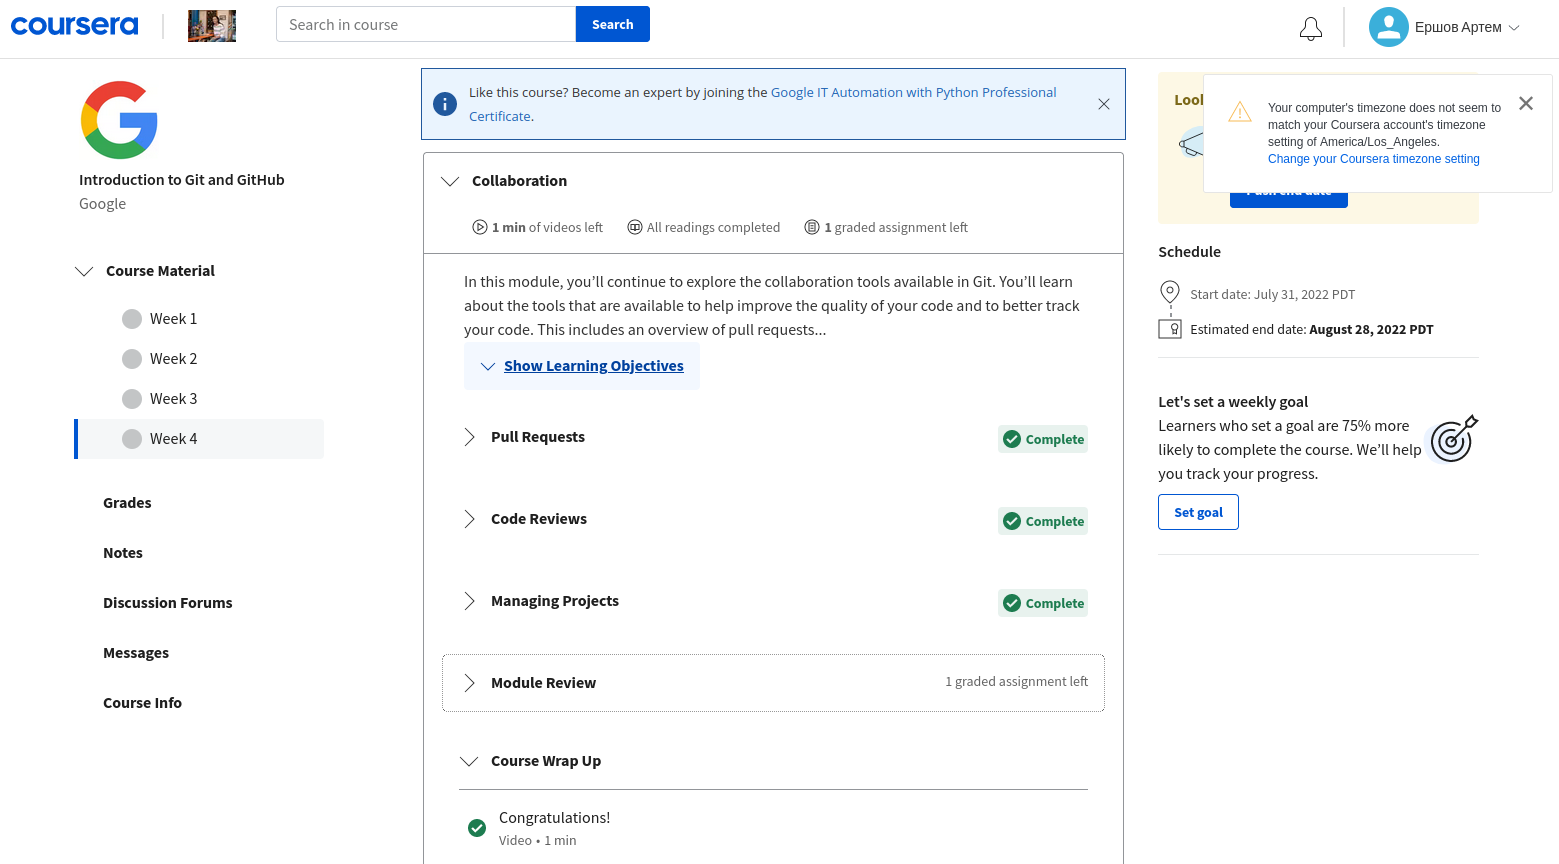 coursera
Search in course
Search
Ершов Артем
Introduction to Git and GitHub
Google
Course Material
Week 1
Week 2
Week 3
Week 4
Grades
Notes
Discussion Forums
Messages
Course Info
Like this course? Become an expert by joining the Google IT Automation with Python Professional
Certificate.
Collaboration
1 min of videos left
All readings completed
1 graded assignment left
In this module, you’ll continue to explore the collaboration tools available in Git. You’ll learn
about the tools that are available to help improve the quality of your code and to better track
your code. This includes an overview of pull requests...
Show Learning Objectives
Pull Requests
Complete
Code Reviews
Complete
Managing Projects
Complete
Module Review
1 graded assignment left
Course Wrap Up
Congratulations!
Video • 1 min
Your computer's timezone does not seem to
match your Coursera account's timezone
setting of America/Los_Angeles.
Change your Coursera timezone setting
Schedule
Start date: July 31, 2022 PDT
Estimated end date: August 28, 2022 PDT
Let's set a weekly goal
Learners who set a goal are 75% more
likely to complete the course. We’ll help
you track your progress.
Set goal